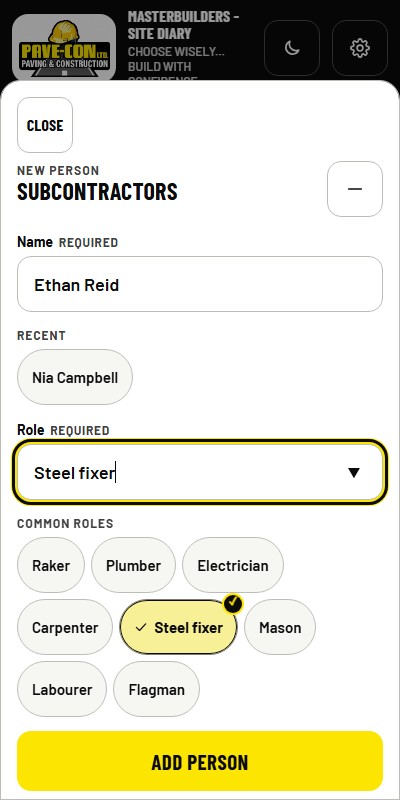 PAVE-CON LTD
PAVING & CONSTRUCTION
MASTERBUILDERS -
SITE DIARY
CHOOSE WISELY...
BUILD WITH
CONFIDENCE
CLOSE
NEW PERSON
SUBCONTRACTORS
Name REQUIRED
Ethan Reid
RECENT
Nia Campbell
Role REQUIRED
Steel fixer
COMMON ROLES
Raker Plumber Electrician
Carpenter Steel fixer Mason
Labourer Flagman
ADD PERSON